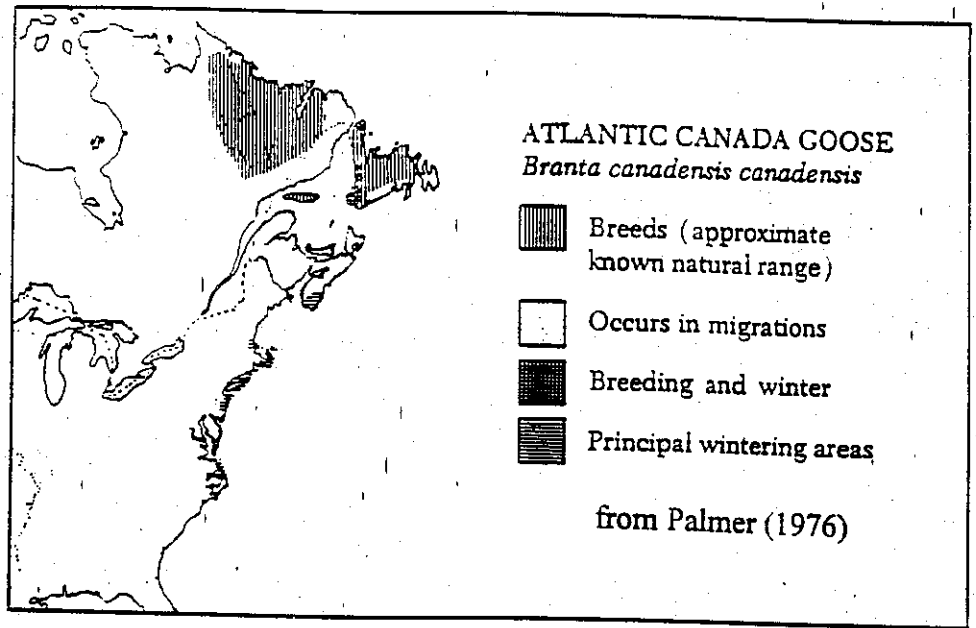 ATLANTIC CANADA GOOSE
Branta canadensis canadensis
Breeds (approximate
known natural range)
Occurs in migrations
Breeding and winter
Principal wintering areas
from Palmer (1976)